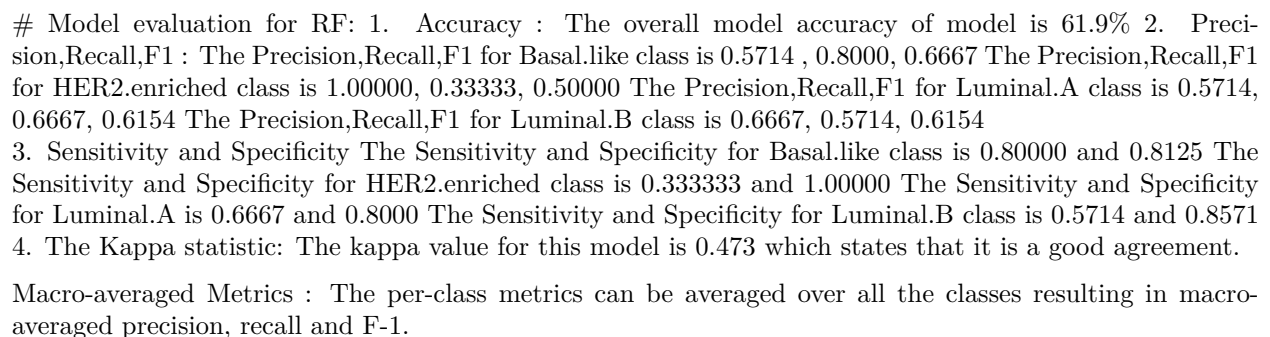 # Model evaluation for RF: 1. Accuracy : The overall model accuracy of model is 61.9% 2. Preci-
sion,Recall,F1 : The Precision,Recall,F1 for Basal.like class is 0.5714 , 0.8000, 0.6667 The Precision,Recall,F1
for HER2.enriched class is 1.00000, 0.33333, 0.50000 The Precision,Recall,F1 for Luminal.A class is 0.5714,
0.6667, 0.6154 The Precision,Recall,F1 for Luminal.B class is 0.6667, 0.5714, 0.6154
3. Sensitivity and Specificity The Sensitivity and Specificity for Basal.like class is 0.80000 and 0.8125 The
Sensitivity and Specificity for HER2.enriched class is 0.333333 and 1.00000 The Sensitivity and Specificity
for Luminal.A is 0.6667 and 0.8000 The Sensitivity and Specificity for Luminal.B class is 0.5714 and 0.8571
4. The Kappa statistic: The kappa value for this model is 0.473 which states that it is a good agreement.
Macro-averaged Metrics : The per-class metrics can be averaged over all the classes resulting in macro-
averaged precision, recall and F-1.